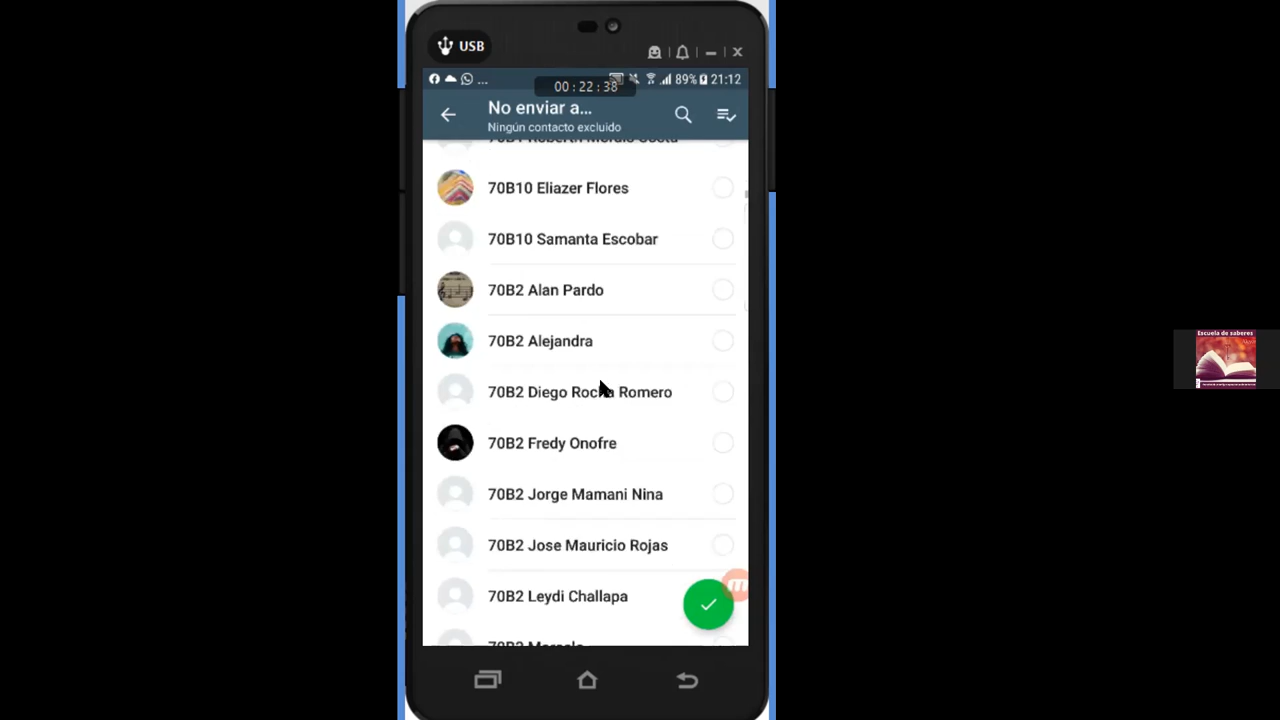 USB
... 89% 21:12
00:22:38
No enviar a...
Ningún contacto excluido
70B10 Eliazer Flores
70B10 Samanta Escobar
70B2 Alan Pardo
70B2 Alejandra
70B2 Diego Rocha Romero
70B2 Fredy Onofre
70B2 Jorge Mamani Nina
70B2 Jose Mauricio Rojas
70B2 Leydi Challapa
Escuela de saberes